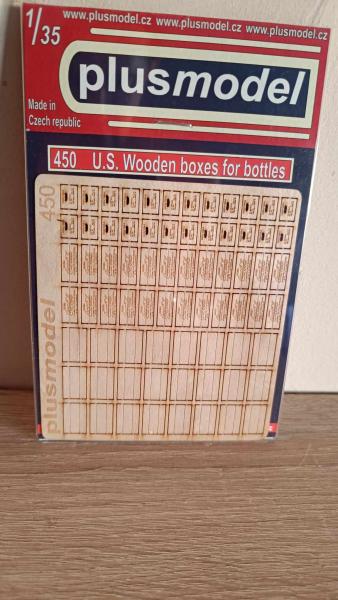 1/35
www.plusmodel.cz www.plusmodel.cz www.plusmodel.cz
plusmodel
Made in
Czech republic
450 U.S. Wooden boxes for bottles
450
plusmodel